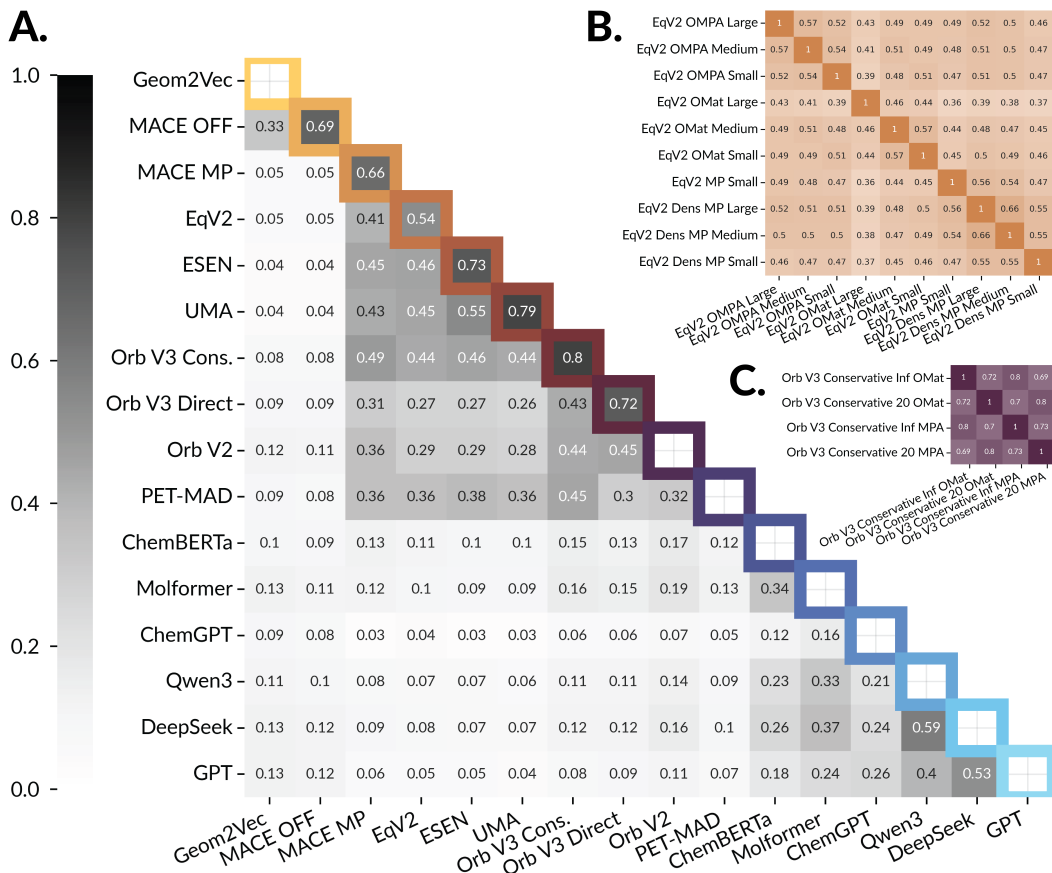 A.
1.0
0.8
0.6
0.4
0.2
0.0
Geom2Vec
MACE OFF 0.33 0.69
MACE MP 0.05 0.05 0.66
EqV2 0.05 0.05 0.41 0.54
ESEN 0.04 0.04 0.45 0.46 0.73
UMA 0.04 0.04 0.43 0.45 0.55 0.79
Orb V3 Cons. 0.08 0.08 0.49 0.44 0.46 0.44 0.8
Orb V3 Direct 0.09 0.09 0.31 0.27 0.27 0.26 0.43 0.72
Orb V2 0.12 0.11 0.36 0.29 0.29 0.28 0.44 0.45
PET-MAD 0.09 0.08 0.36 0.36 0.38 0.36 0.45 0.3 0.32
ChemBERTa 0.1 0.09 0.13 0.11 0.1 0.1 0.15 0.13 0.17 0.12
Molformer 0.13 0.11 0.12 0.1 0.09 0.09 0.16 0.15 0.19 0.13 0.34
ChemGPT 0.09 0.08 0.03 0.04 0.03 0.03 0.06 0.06 0.07 0.05 0.12 0.16
Qwen3 0.11 0.1 0.08 0.07 0.07 0.06 0.11 0.11 0.14 0.09 0.23 0.33 0.21
DeepSeek 0.13 0.12 0.09 0.08 0.07 0.07 0.12 0.12 0.16 0.1 0.26 0.37 0.24 0.59
GPT 0.13 0.12 0.06 0.05 0.05 0.04 0.08 0.09 0.11 0.07 0.18 0.24 0.26 0.4 0.53
Geom2Vec
MACE OFF
MACE MP
EqV2
ESEN
UMA
Orb V3 Cons.
Orb V3 Direct
Orb V2
PET-MAD
ChemBERTa
Molformer
ChemGPT
Qwen3
DeepSeek
GPT
B.
EqV2 OMPA Large 1 0.57 0.52 0.43 0.49 0.49 0.49 0.52 0.5 0.46
EqV2 OMPA Medium 0.57 1 0.54 0.41 0.51 0.49 0.48 0.51 0.5 0.47
EqV2 OMPA Small 0.52 0.54 1 0.39 0.48 0.51 0.47 0.51 0.5 0.47
EqV2 OMat Large 0.43 0.41 0.39 1 0.46 0.44 0.36 0.39 0.38 0.37
EqV2 OMat Medium 0.49 0.51 0.48 0.46 1 0.57 0.44 0.48 0.47 0.45
EqV2 OMat Small 0.49 0.49 0.51 0.44 0.57 1 0.45 0.5 0.49 0.46
EqV2 MP Small 0.49 0.48 0.47 0.36 0.44 0.45 1 0.56 0.54 0.47
EqV2 Dens MP Large 0.52 0.51 0.51 0.39 0.48 0.5 0.56 1 0.66 0.55
EqV2 Dens MP Medium 0.5 0.5 0.5 0.38 0.47 0.49 0.54 0.66 1 0.55
EqV2 Dens MP Small 0.46 0.47 0.47 0.37 0.45 0.46 0.47 0.55 0.55 1
EqV2 OMPA Large
EqV2 OMPA Medium
EqV2 OMPA Small
EqV2 OMat Large
EqV2 OMat Medium
EqV2 OMat Small
EqV2 MP Small
EqV2 Dens MP Large
EqV2 Dens MP Medium
EqV2 Dens MP Small
C.
Orb V3 Conservative Inf OMat 1 0.72 0.8 0.69
Orb V3 Conservative 20 OMat 0.72 1 0.7 0.8
Orb V3 Conservative Inf MPA 0.8 0.7 1 0.73
Orb V3 Conservative 20 MPA 0.69 0.8 0.73 1
Orb V3 Conservative Inf OMat
Orb V3 Conservative 20 OMat
Orb V3 Conservative Inf MPA
Orb V3 Conservative 20 MPA